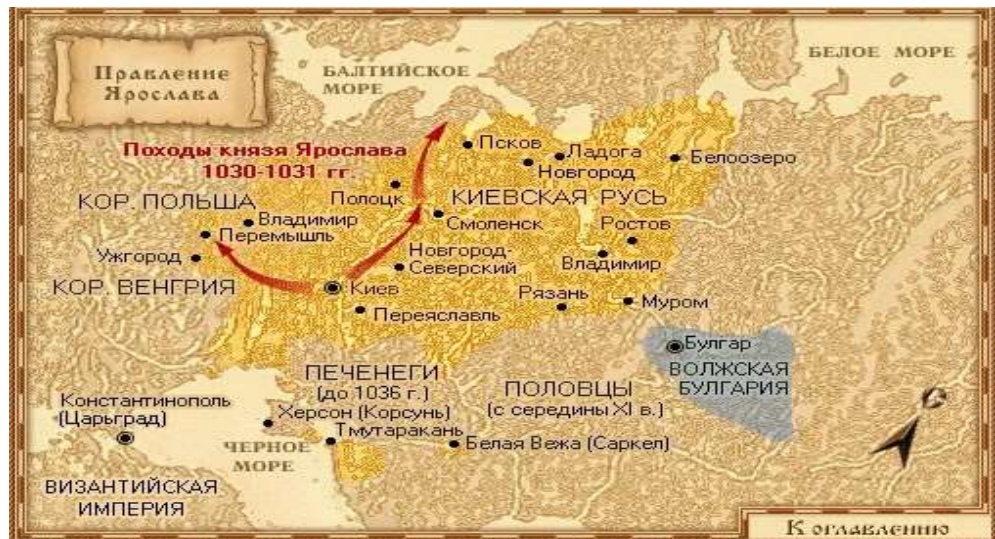 Правление
Ярослава
БАЛТИЙСКОЕ
МОРЕ
БЕЛОЕ МОРЕ
Походы князя Ярослава
1030-1031 гг.
Псков
Ладога
Новгород
Белоозеро
Полоцк
КИЕВСКАЯ РУСЬ
КОР. ПОЛЬША
Владимир
Перемышль
Смоленск
Ростов
Ужгород
Новгород-
Северский
Владимир
КОР. ВЕНГРИЯ
Киев
Рязань
Муром
Переяславль
Булгар
ВОЛЖСКАЯ
БУЛГАРИЯ
ПЕЧЕНЕГИ
(до 1036 г.)
ПОЛОВЦЫ
(с середины XI в.)
Константинополь
(Царьград)
Херсон (Корсунь)
Тмутаракань
Белая Вежа (Саркел)
ЧЕРНОЕ
МОРЕ
ВИЗАНТИЙСКАЯ
ИМПЕРИЯ
С
К оглавлению